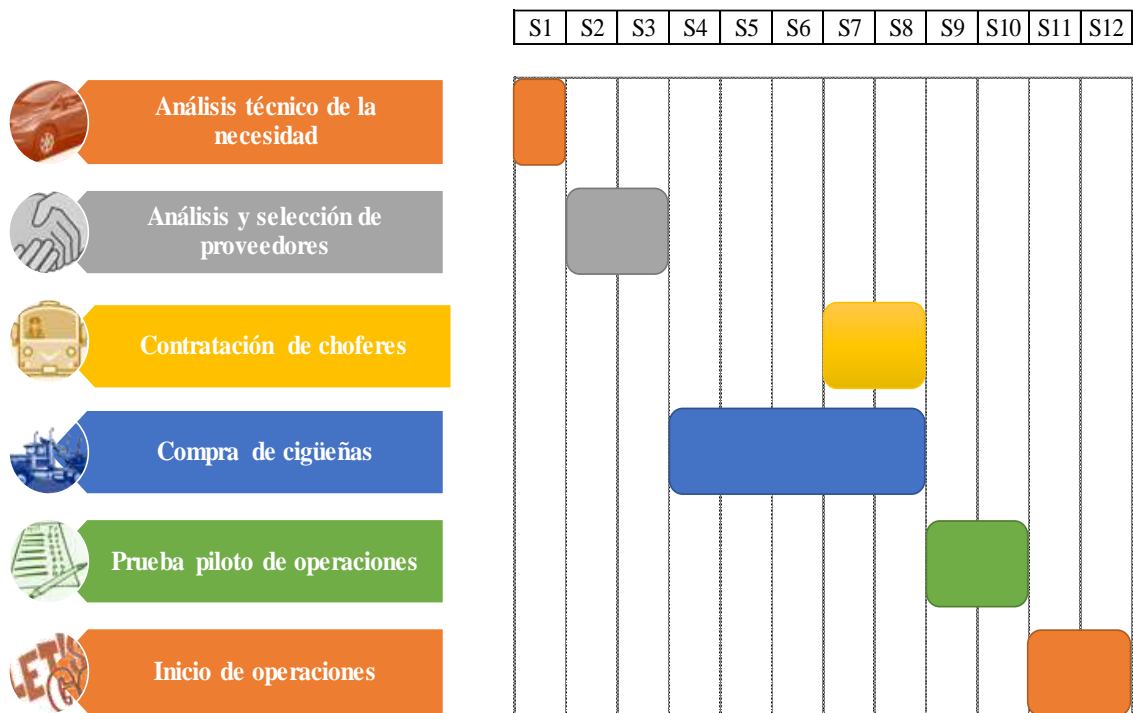 S1 S2 S3 S4 S5 S6 S7 S8 S9 S10 S11 S12
Análisis técnico de la
necesidad
Análisis y selección de
proveedores
Contratación de choferes
Compra de cigüeñas
Prueba piloto de operaciones
LET'S
Inicio de operaciones